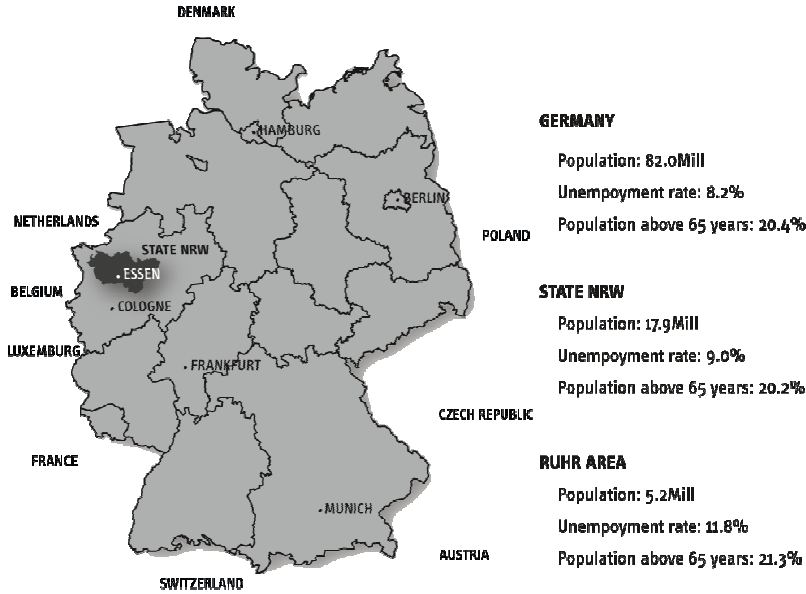 DENMARK
HAMBURG
BERLIN
NETHERLANDS
POLAND
STATE NRW
ESSEN
BELGIUM
COLOGNE
LUXEMBURG
FRANKFURT
CZECH REPUBLIC
FRANCE
MUNICH
AUSTRIA
SWITZERLAND
GERMANY
Population: 82.0Mill
Unempoyment rate: 8.2%
Population above 65 years: 20.4%
STATE NRW
Population: 17.9Mill
Unempoyment rate: 9.0%
Population above 65 years: 20.2%
RUHR AREA
Population: 5.2Mill
Unempoyment rate: 11.8%
Population above 65 years: 21.3%